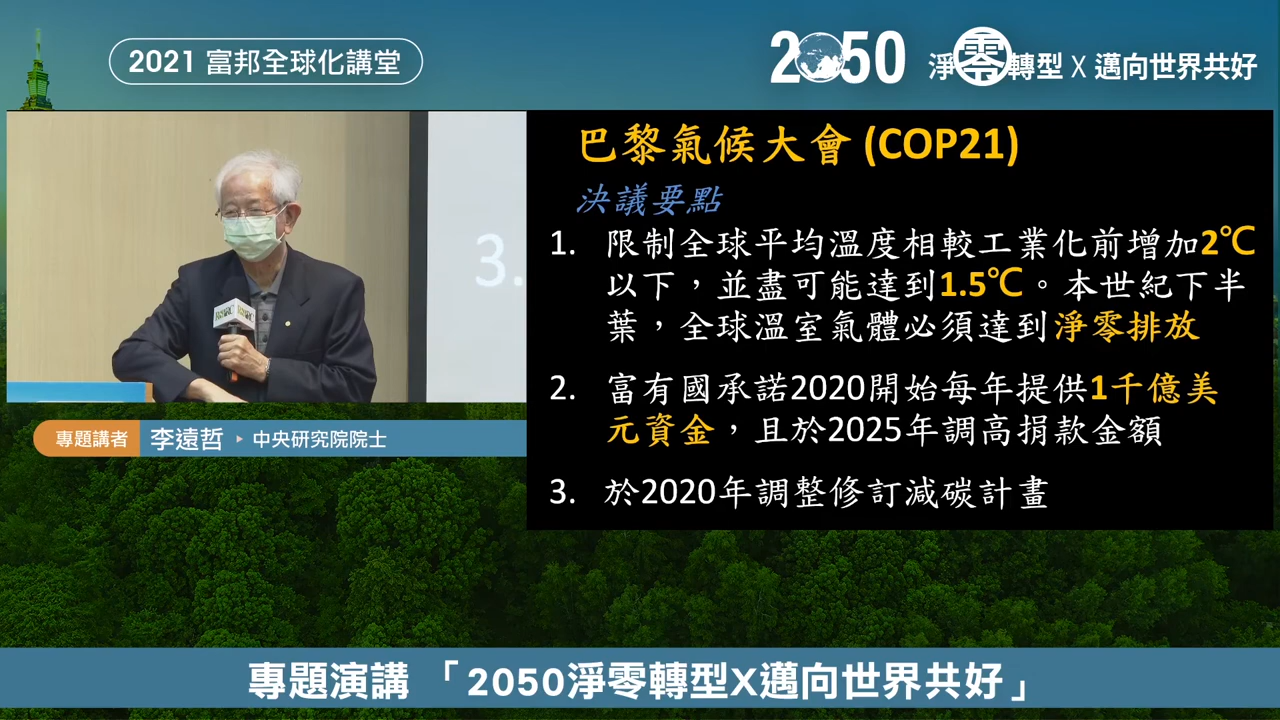 2021 富邦全球化講堂
2050 淨零轉型 X 邁向世界共好
巴黎氣候大會 (COP21)
決議要點
1. 限制全球平均溫度相較工業化前增加2℃
以下，並盡可能達到1.5℃。本世紀下半
葉，全球溫室氣體必須達到淨零排放
2. 富有國承諾2020開始每年提供1千億美
元資金，且於2025年調高捐款金額
3. 於2020年調整修訂減碳計畫
3.
專題講者 李遠哲 ▸ 中央研究院院士
專題演講 「2050淨零轉型X邁向世界共好」